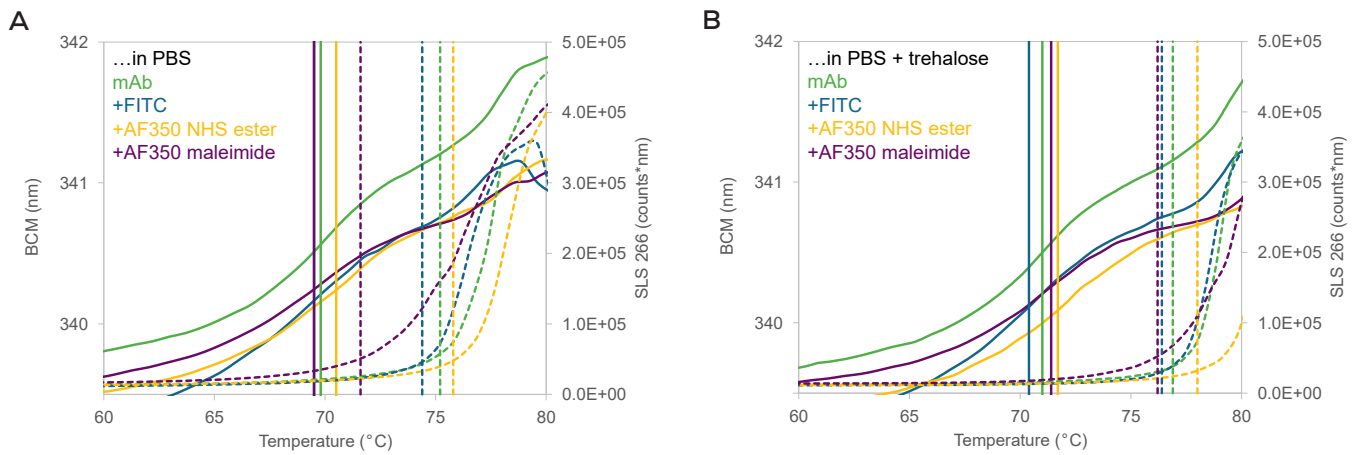 A
342
341
340
BCM (nm)
…in PBS
mAb
+FITC
+AF350 NHS ester
+AF350 maleimide
5.0E+05
4.0E+05
3.0E+05
2.0E+05
1.0E+05
0.0E+00
SLS 266 (counts*nm)
60 65 70 75 80
Temperature (°C)
B
342
341
340
BCM (nm)
…in PBS + trehalose
mAb
+FITC
+AF350 NHS ester
+AF350 maleimide
5.0E+05
4.0E+05
3.0E+05
2.0E+05
1.0E+05
0.0E+00
SLS 266 (counts*nm)
60 65 70 75 80
Temperature (°C)